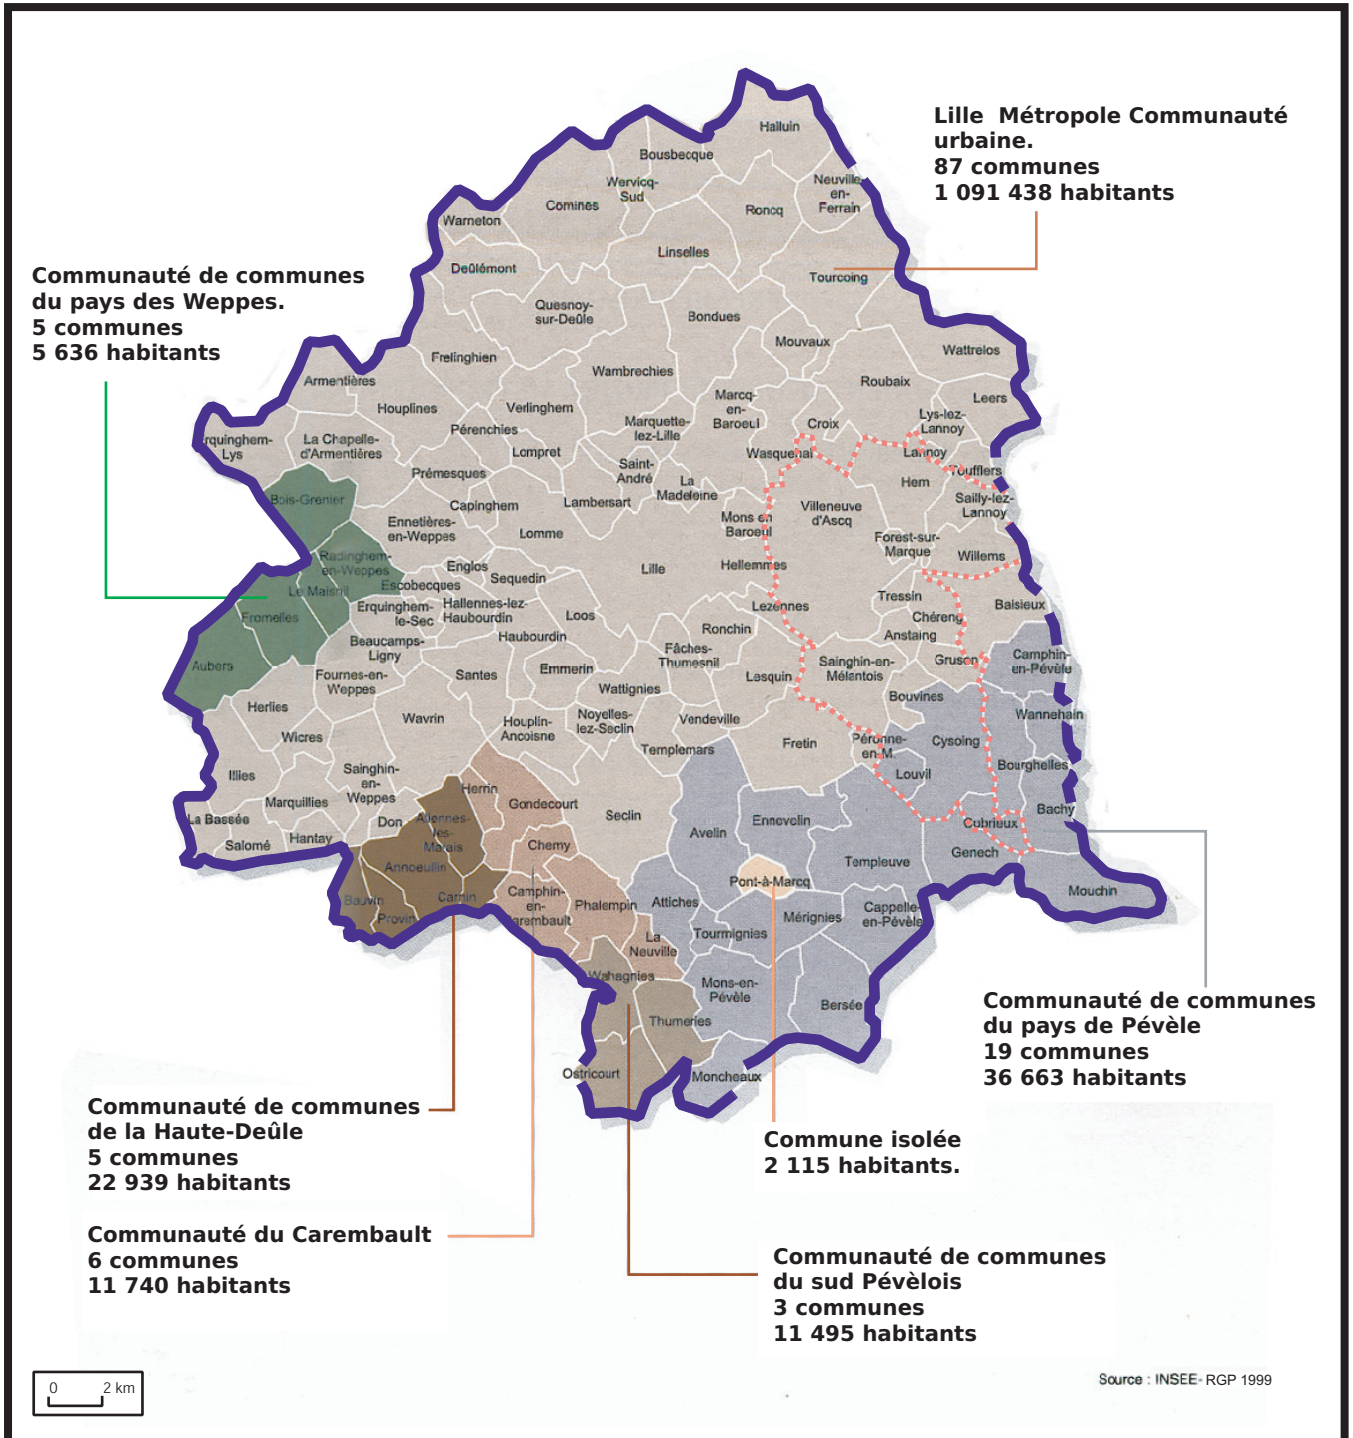 Lille Métropole Communauté
urbaine.
87 communes
1 091 438 habitants
Communauté de communes
du pays des Weppes.
5 communes
5 636 habitants
Halluin
Bousbecque
Wervicq-
Sud
Neuville-
en-
Ferrain
Comines
Roncq
Warneton
Linselles
Deûlémont
Tourcoing
Quesnoy-
sur-Deûle
Bondues
Mouvaux
Wattrelos
Frelinghien
Wambrechies
Armentières
Roubaix
Houplines
Verlinghem
Marcq-
en-
Baroeul
Leers
Lys-lez-
Lannoy
Croix
Pérenchies
Marquette-
lez-Lille
rquinghem-
Lys
La Chapelle-
d'Armentières
Lompret
Wasquehal
Lannoy
Toufflers
Prémesques
Saint-
André
La
Madeleine
Hem
Bois-Grenier
Capinghem
Lambersart
Villeneuve
d'Ascq
Sailly-lez-
Lannoy
Ennetières-
en-Weppes
Lomme
Mons en
Baroeul
Forest-sur-
Marque
Willems
Radinghem-
en-Weppes
Englos
Sequedin
Lille
Hellemmes
Le Maisnil
Escobecques
Tressin
Baisieux
Fromelles
Erquinghem-
le-Sec
Hallennes-lez-
Haubourdin
Loos
Lezennes
Chéreng
Haubourdin
Ronchin
Anstaing
Beaucamps-
Ligny
Fâches-
Thumesnil
Gruson
Camphin-
en-Pévèle
Aubers
Fournes-en-
Weppes
Santes
Emmerin
Wattignies
Lesquin
Sainghin-en-
Mélantois
Bouvines
Herlies
Wavrin
Houplin-
Ancoisne
Noyelles-
lez-Seclin
Vendeville
Wannehain
Wicres
Templemars
Fretin
Péronne-
en-M.
Cysoing
Illies
Sainghin-
en-
Weppes
Louvil
Bourghelles
Marquillies
Herrin
Gondecourt
Seclin
Bachy
La Bassée
Don
Allennes-
les-
Marais
Ennevelin
Cobrieux
Salomé
Hantay
Chemy
Avelin
Genech
Annoeullin
Templeuve
Pont-à-Marcq
Mouchin
Bauvin
Carnin
Camphin-
en-
Carembault
Phalempin
Attiches
Provin
Mérignies
Cappelle-
en-Pévèle
La
Neuville
Tourmignies
Wahagnies
Mons-en-
Pévèle
Bersée
Thumeries
Ostricourt
Moncheaux
Communauté de communes
du pays de Pévèle
19 communes
36 663 habitants
Communauté de communes
de la Haute-Deûle
5 communes
22 939 habitants
Commune isolée
2 115 habitants.
Communauté du Carembault
6 communes
11 740 habitants
Communauté de communes
du sud Pévèlois
3 communes
11 495 habitants
0 2 km
Source : INSEE- RGP 1999